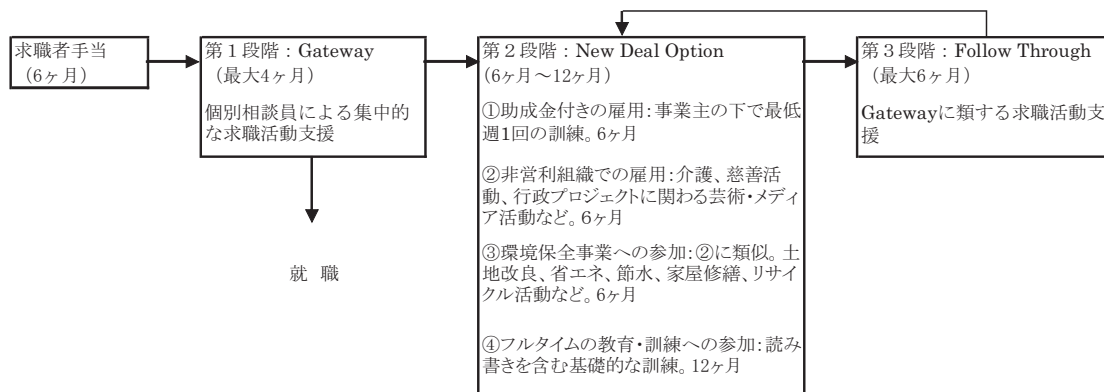 求職者手当
（6ヶ月）
第１段階：Gateway
（最大4ヶ月）
個別相談員による集中的
な求職活動支援
就 職
第２段階：New Deal Option
（6ヶ月～12ヶ月）
①助成金付きの雇用：事業主の下で最低
週1回の訓練。6ヶ月
②非営利組織での雇用：介護、慈善活
動、行政プロジェクトに関わる芸術・メディ
ア活動など。6ヶ月
③環境保全事業への参加：②に類似。土
地改良、省エネ、節水、家屋修繕、リサイ
クル活動など。6ヶ月
④フルタイムの教育・訓練への参加：読み
書きを含む基礎的な訓練。12ヶ月
第３段階：Follow Through
（最大6ヶ月）
Gatewayに類する求職活動支
援